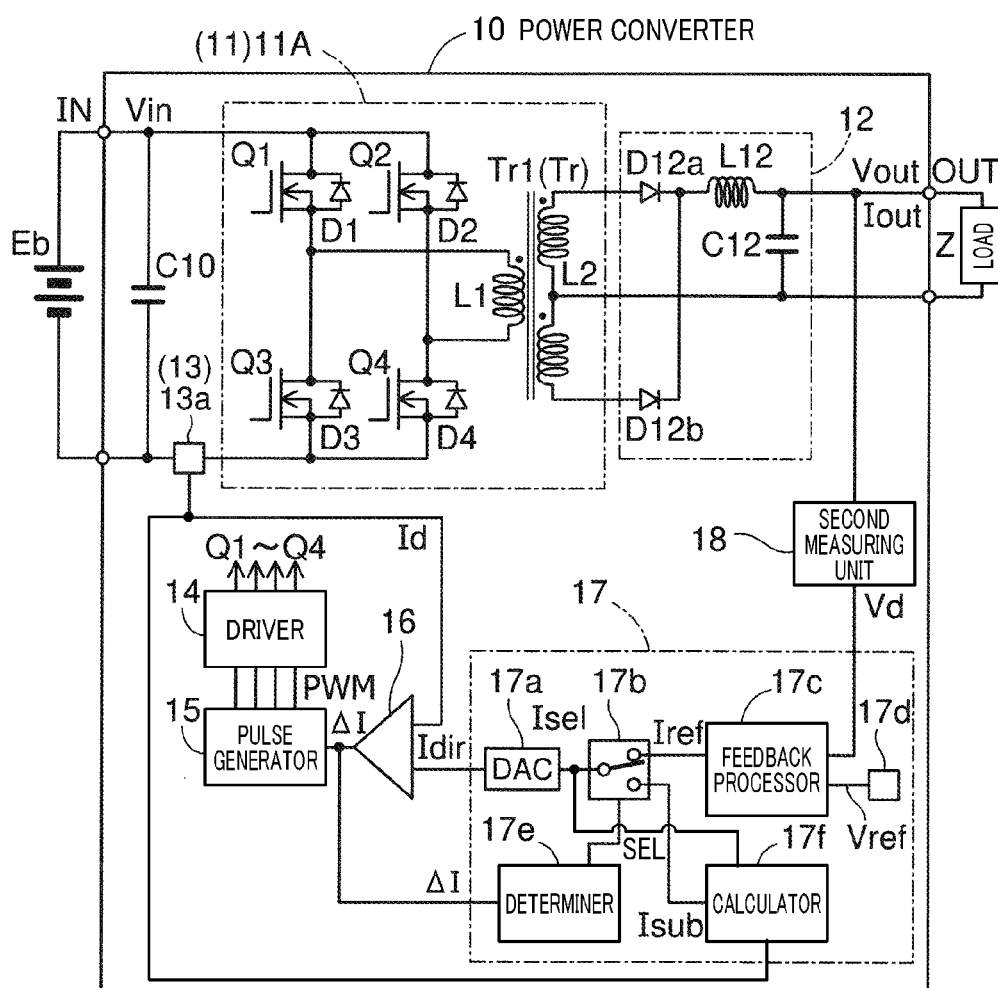 10 POWER CONVERTER
(11)11A
IN
Vin
12
Q1
Q2
Tr1(Tr)
D12a
L12
Vout
OUT
Iout
D1
D2
Eb
C10
L1
L2
C12
Z
LOAD
(13)
13a
Q3
Q4
D3
D4
D12b
Id
Q1～Q4
18
SECOND
MEASURING
UNIT
Vd
14
DRIVER
16
17
PWM
17a
17b
17c
17d
15
PULSE
GENERATOR
ΔI
Idir
Isel
DAC
Iref
FEEDBACK
PROCESSOR
Vref
17e
SEL
17f
ΔI
DETERMINER
Isub
CALCULATOR